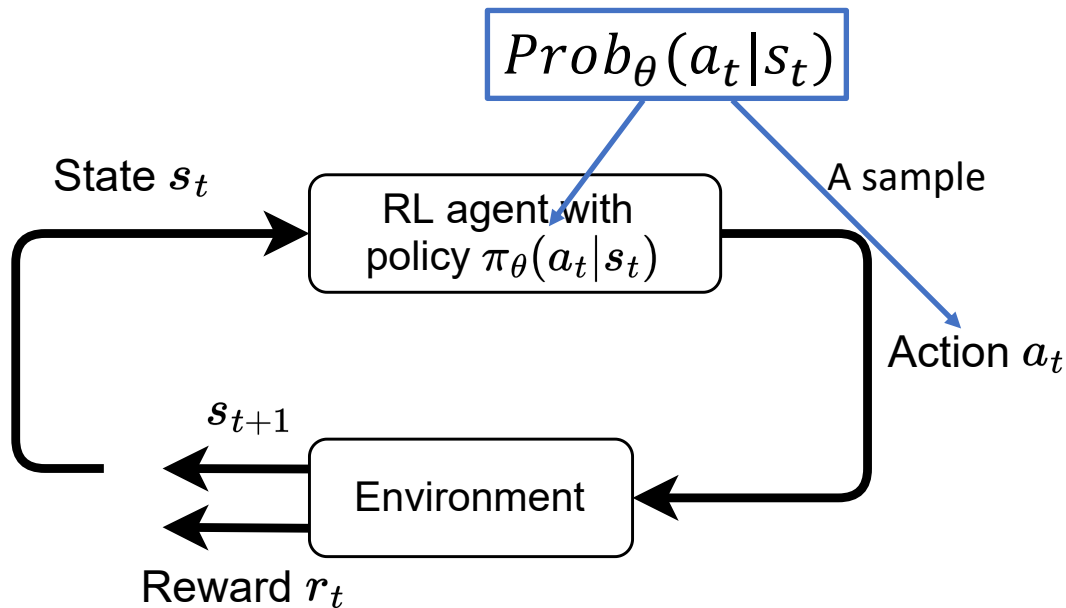 Prob_θ(a_t|s_t)
State s_t
A sample
RL agent with
policy π_θ(a_t|s_t)
Action a_t
s_{t+1}
Environment
Reward r_t